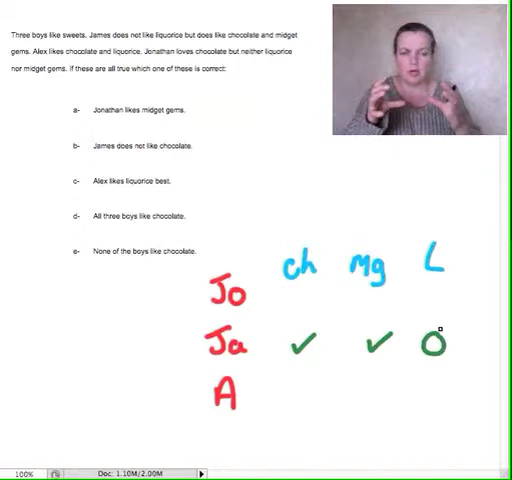 Three boys like sweets. James does not like liquorice but does like chocolate and midget
gems. Alex likes chocolate and liquorice. Jonathan loves chocolate but neither liquorice
nor midget gems. If these are all true which one of these is correct:
a- Jonathan likes midget gems.
b- James does not like chocolate.
c- Alex likes liquorice best.
d- All three boys like chocolate.
e- None of the boys like chocolate.
Ch Mg L
Jo
Ja ✓ ✓ O
A
100% Doc: 1.10M/2.00M